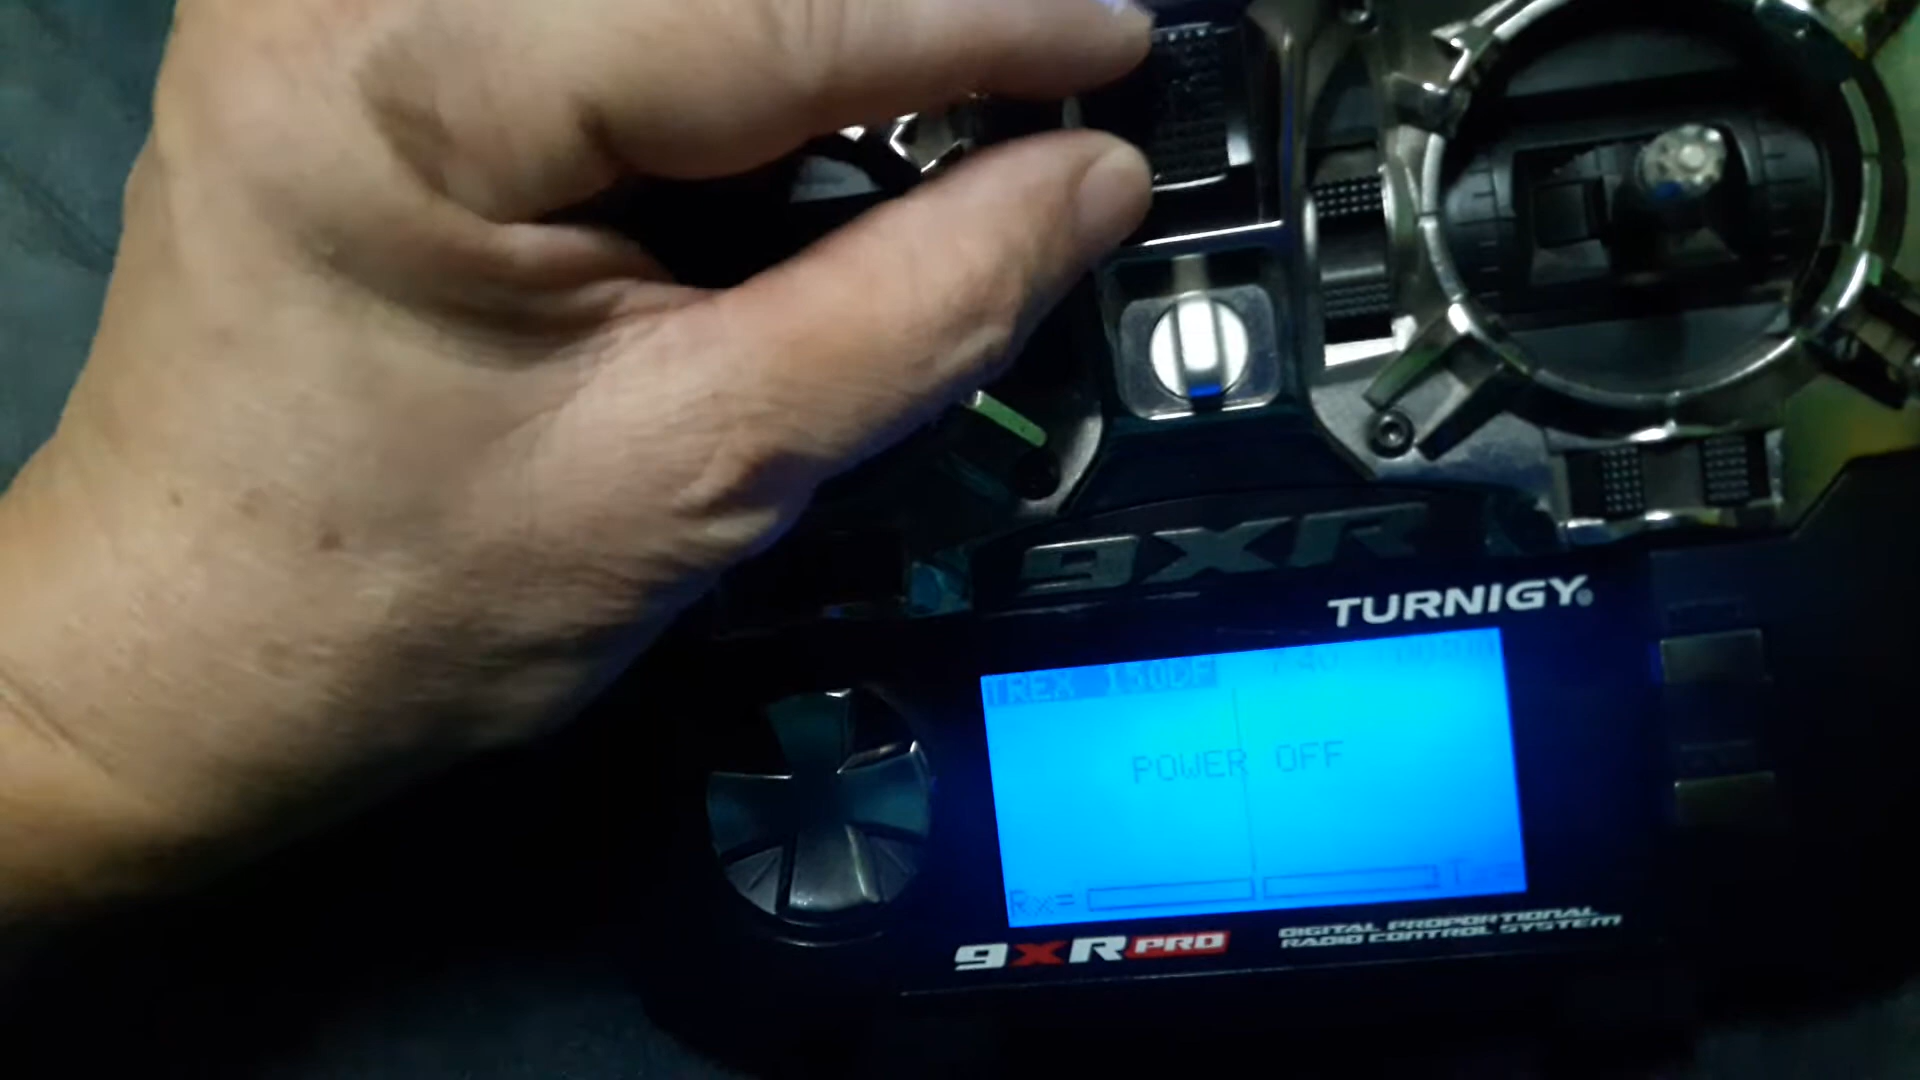 9XR
TURNIGY
TREX 150DF
POWER OFF
Rx=
9XR PRO
DIGITAL PROPORTIONAL
RADIO CONTROL SYSTEM